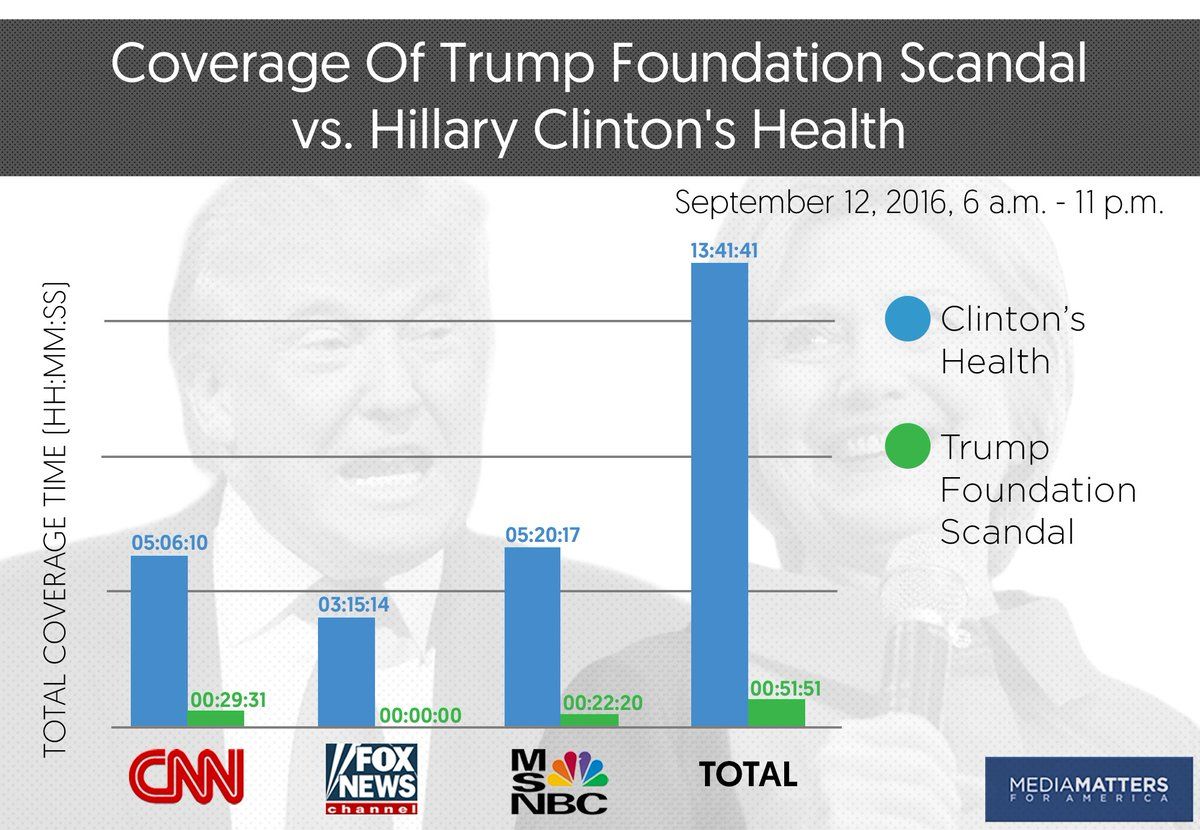 Coverage Of Trump Foundation Scandal
vs. Hillary Clinton's Health
September 12, 2016, 6 a.m. - 11 p.m.
TOTAL COVERAGE TIME (HH:MM:SS)
13:41:41
05:06:10
03:15:14
05:20:17
00:29:31
00:00:00
00:22:20
00:51:51
Clinton's
Health
Trump
Foundation
Scandal
CNN
FOX
NEWS
channel
M
S
NBC
TOTAL
MEDIAMATTERS
FOR AMERICA